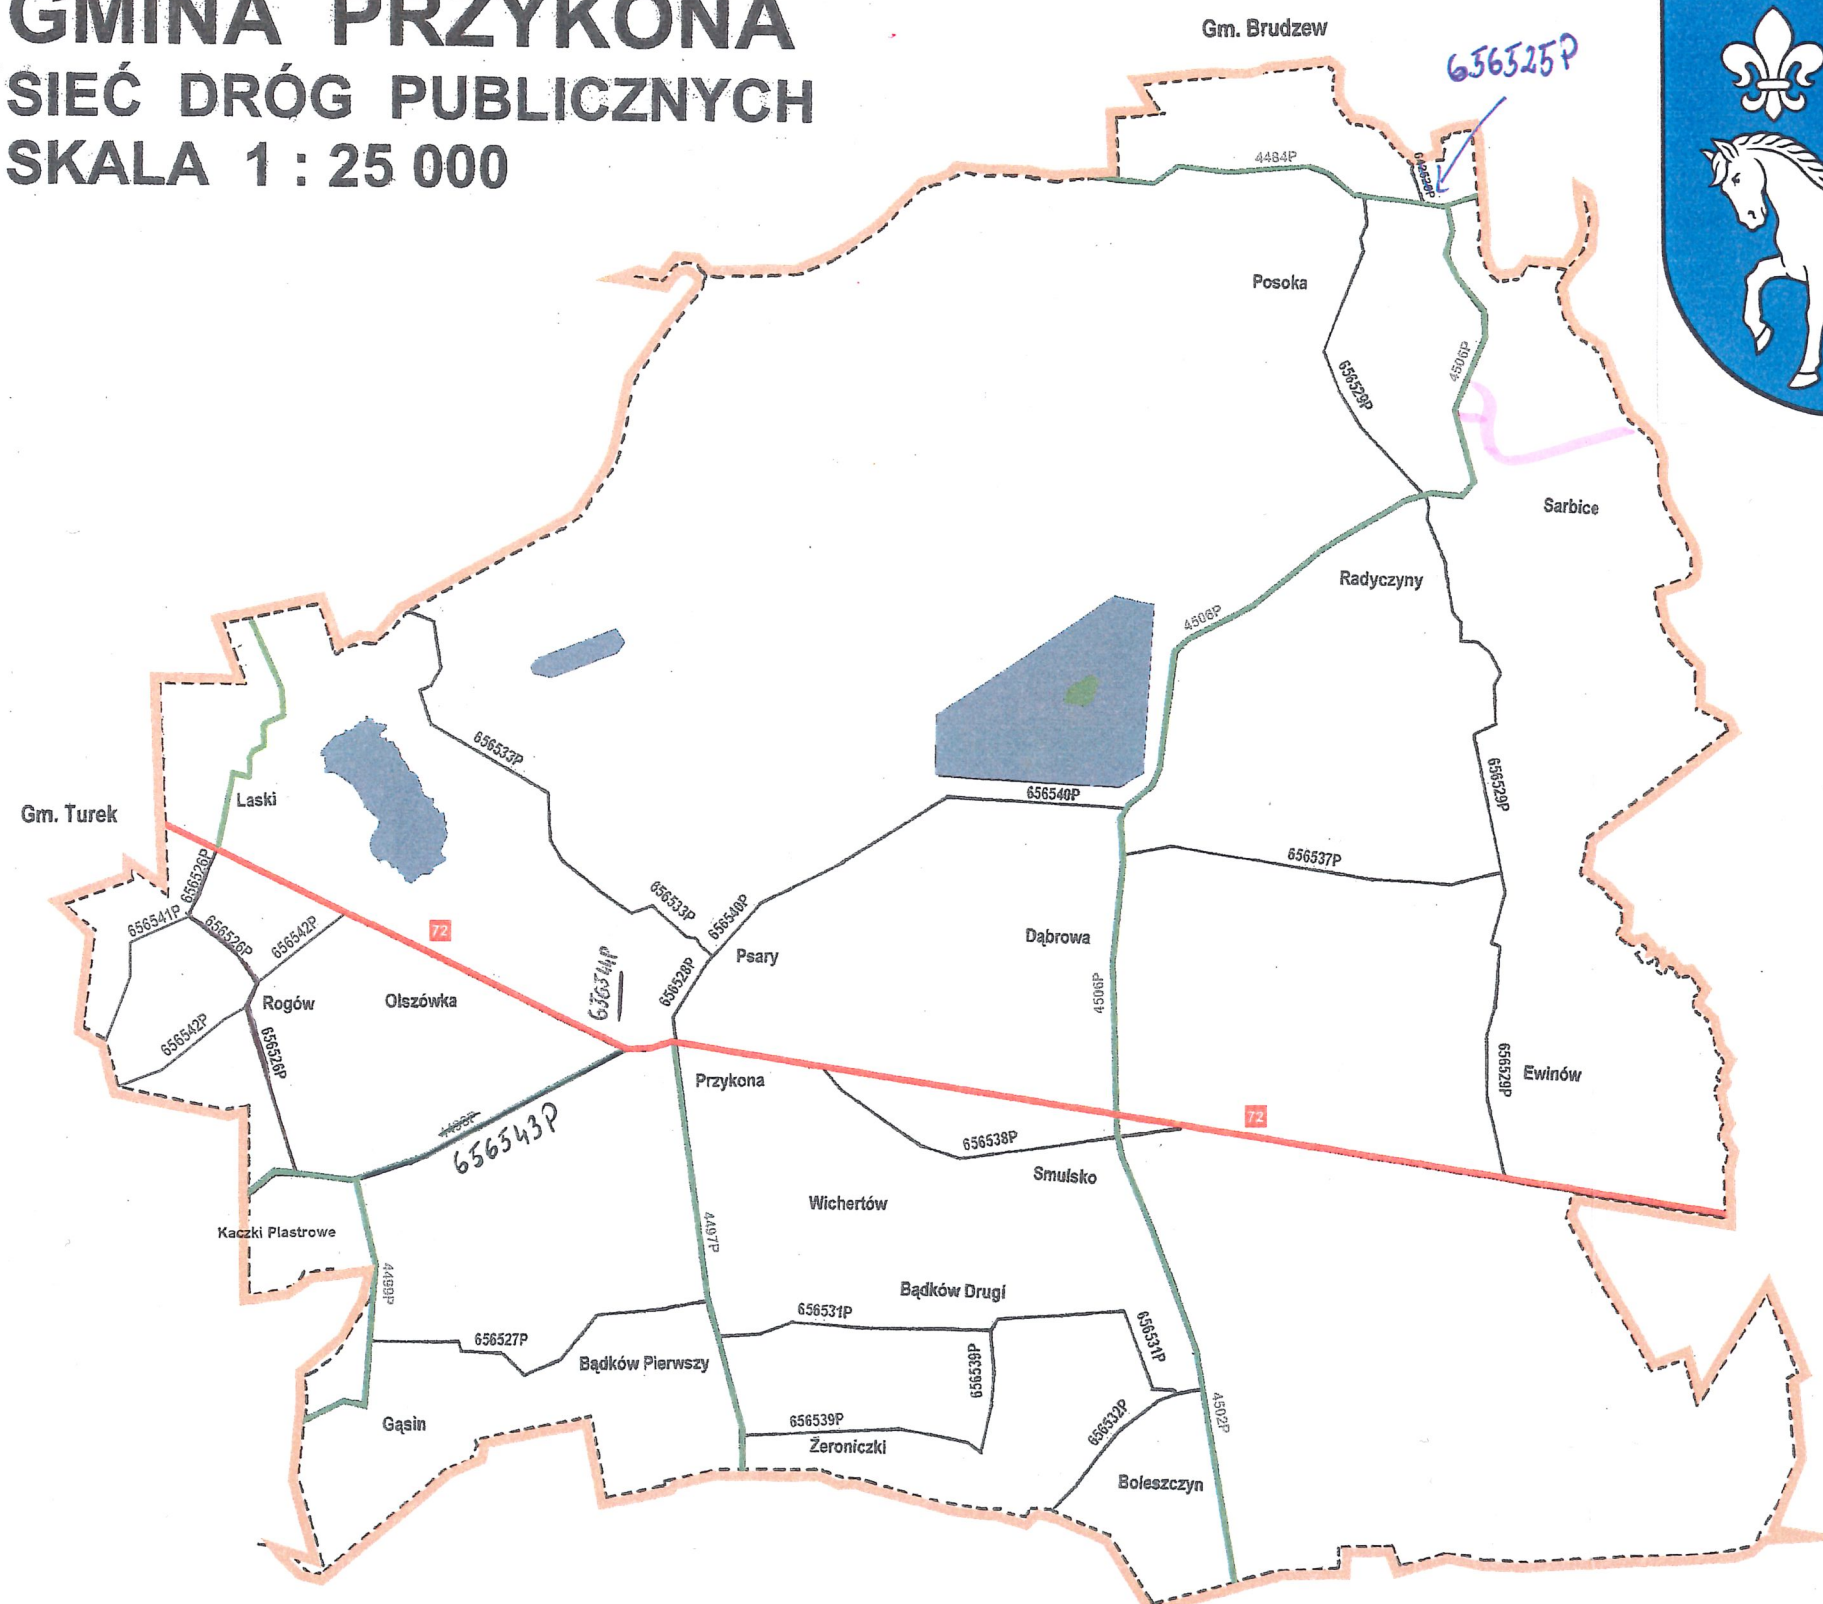 GMINA PRZYKONA
SIEĆ DRÓG PUBLICZNYCH
SKALA 1 : 25 000
Gm. Brudzew
656525P
4484P
Posoka
4506P
656529P
Sarbice
Radyczyny
4506P
656533P
656529P
Laski
656540P
Gm. Turek
656537P
656526P
656533P
656540P
656541P
656526P
656542P
72
Psary
Dąbrowa
656528P
656544P
4506P
Rogów
Olszówka
656542P
656526P
656529P
Ewinów
Przykona
72
4498P
656543P
656538P
Smulsko
Wichertów
Kaczki Plastrowe
4497P
4499P
Bądków Drugi
656531P
656531P
656527P
Bądków Pierwszy
656539P
4502P
Gąsin
656539P
656532P
Żeroniczki
Boleszczyn